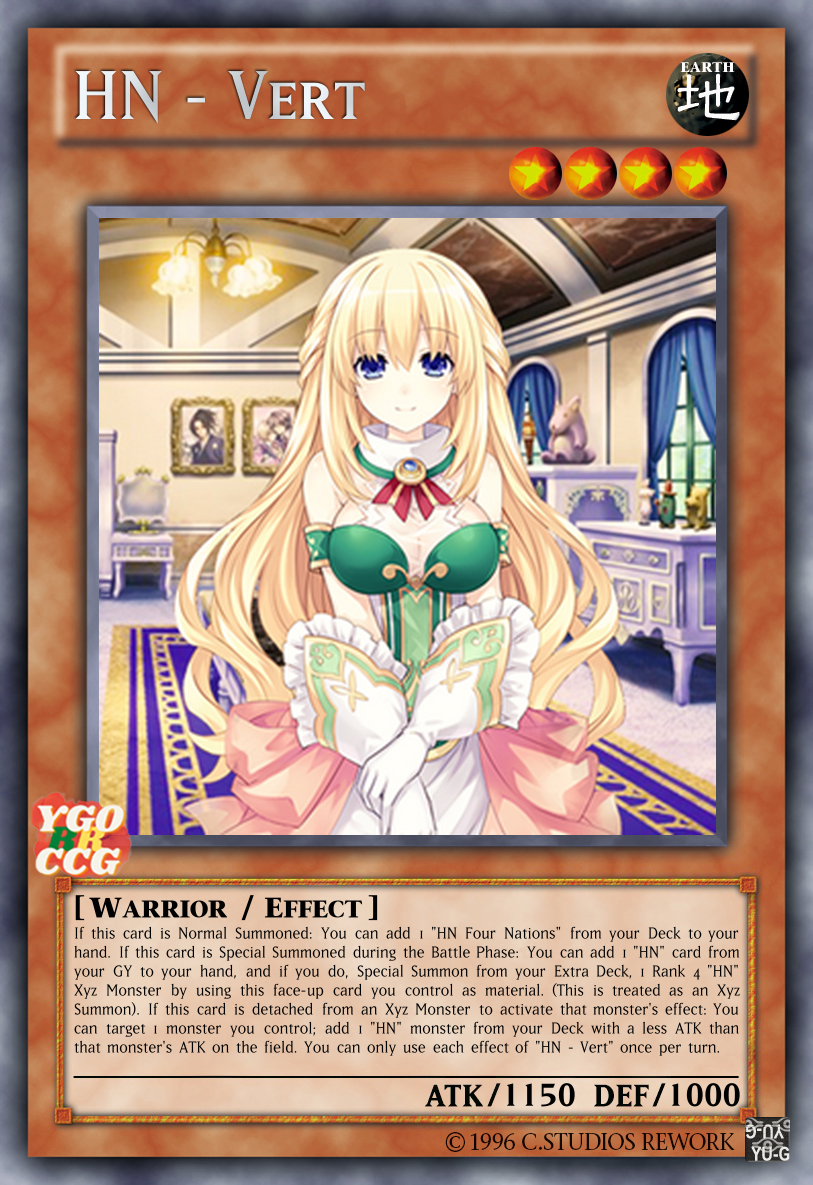 HN - Vert
EARTH
地
YGO
RR
CCG
[ Warrior / Effect ]
If this card is Normal Summoned: You can add 1 "HN Four Nations" from your Deck to your
hand. If this card is Special Summoned during the Battle Phase: You can add 1 "HN" card from
your GY to your hand, and if you do, Special Summon from your Extra Deck, 1 Rank 4 "HN"
Xyz Monster by using this face-up card you control as material. (This is treated as an Xyz
Summon). If this card is detached from an Xyz Monster to activate that monster's effect: You
can target 1 monster you control; add 1 "HN" monster from your Deck with a less ATK than
that monster's ATK on the field. You can only use each effect of "HN - Vert" once per turn.
ATK/1150 DEF/1000
© 1996 C.STUDIOS REWORK
YU-G